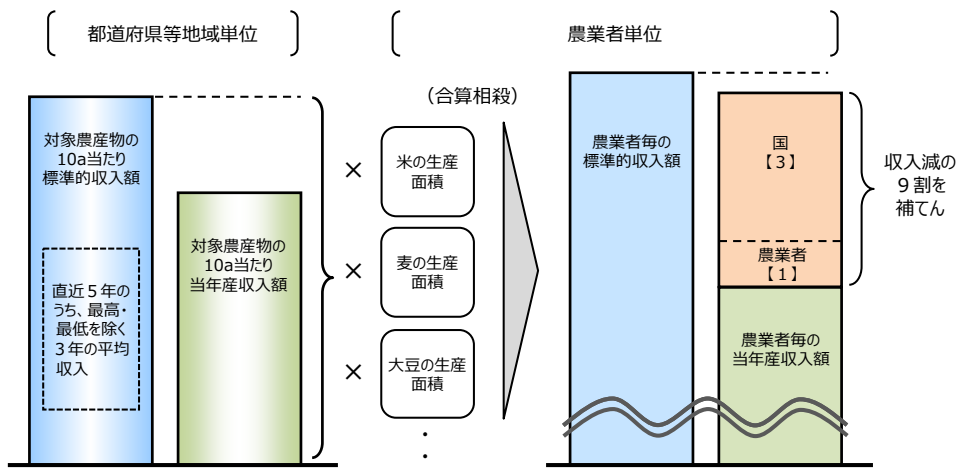 都道府県等地域単位
農業者単位
対象農産物の
10a当たり
標準的収入額
直近５年の
うち、最高・
最低を除く
３年の平均
収入
対象農産物の
10a当たり
当年産収入額
（合算相殺）
×
米の生産
面積
×
麦の生産
面積
×
大豆の生産
面積
・
・
農業者毎の
標準的収入額
国
【３】
農業者
【１】
農業者毎の
当年産収入額
収入減の
９割を
補てん